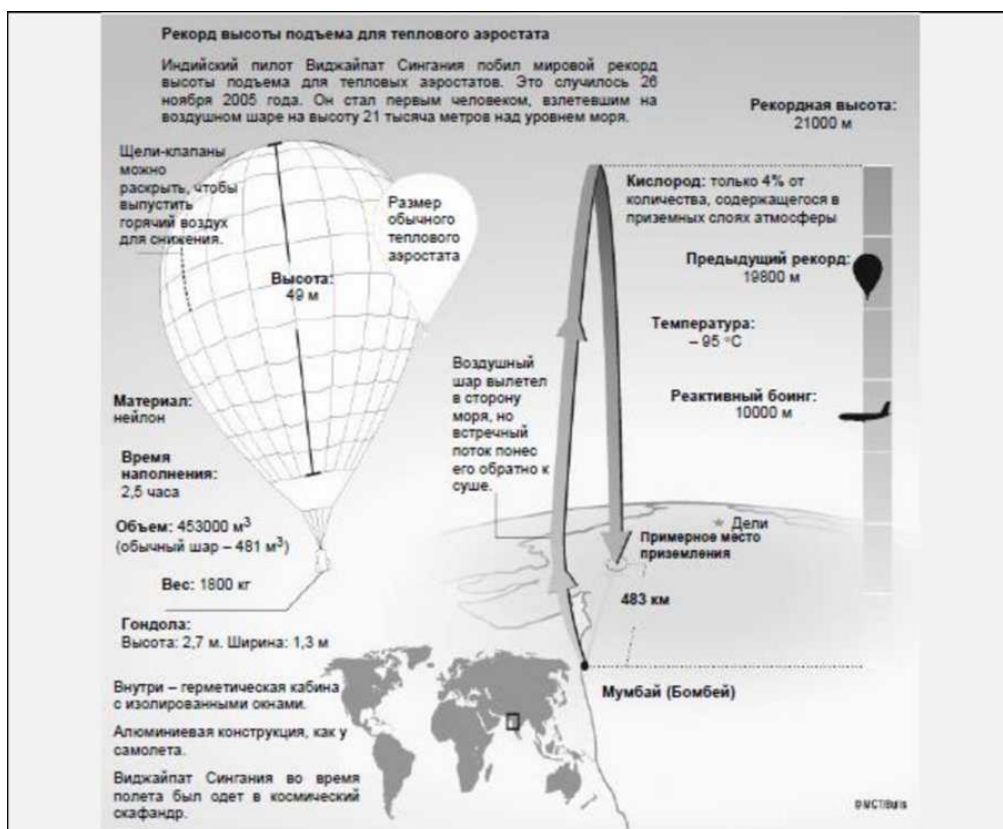 Рекорд высоты подъема для теплового аэростата
Индийский пилот Виджайпат Сингания побил мировой рекорд
высоты подъема для тепловых аэростатов. Это случилось 26
ноября 2005 года. Он стал первым человеком, взлетевшим на
воздушном шаре на высоту 21 тысяча метров над уровнем моря.
Рекордная высота:
21000 м
Щели-клапаны
можно
раскрыть, чтобы
выпустить
горячий воздух
для снижения.
Размер
обычного
теплового
аэростата
Высота:
49 м
Кислород: только 4% от
количества, содержащегося в
приземных слоях атмосферы
Предыдущий рекорд:
19800 м
Температура:
– 95 °C
Реактивный боинг:
10000 м
Воздушный
шар вылетел
в сторону
моря, но
встречный
поток понес
его обратно к
суше.
Материал:
нейлон
Время
наполнения:
2,5 часа
Объем: 453000 м³
(обычный шар – 481 м³)
Вес: 1800 кг
Гондола:
Высота: 2,7 м. Ширина: 1,3 м
Дели
Примерное место
приземления
483 км
Мумбай (Бомбей)
Внутри – герметическая кабина
с изолированными окнами.
Алюминиевая конструкция, как у
самолета.
Виджайпат Сингания во время
полета был одет в космический
скафандр.